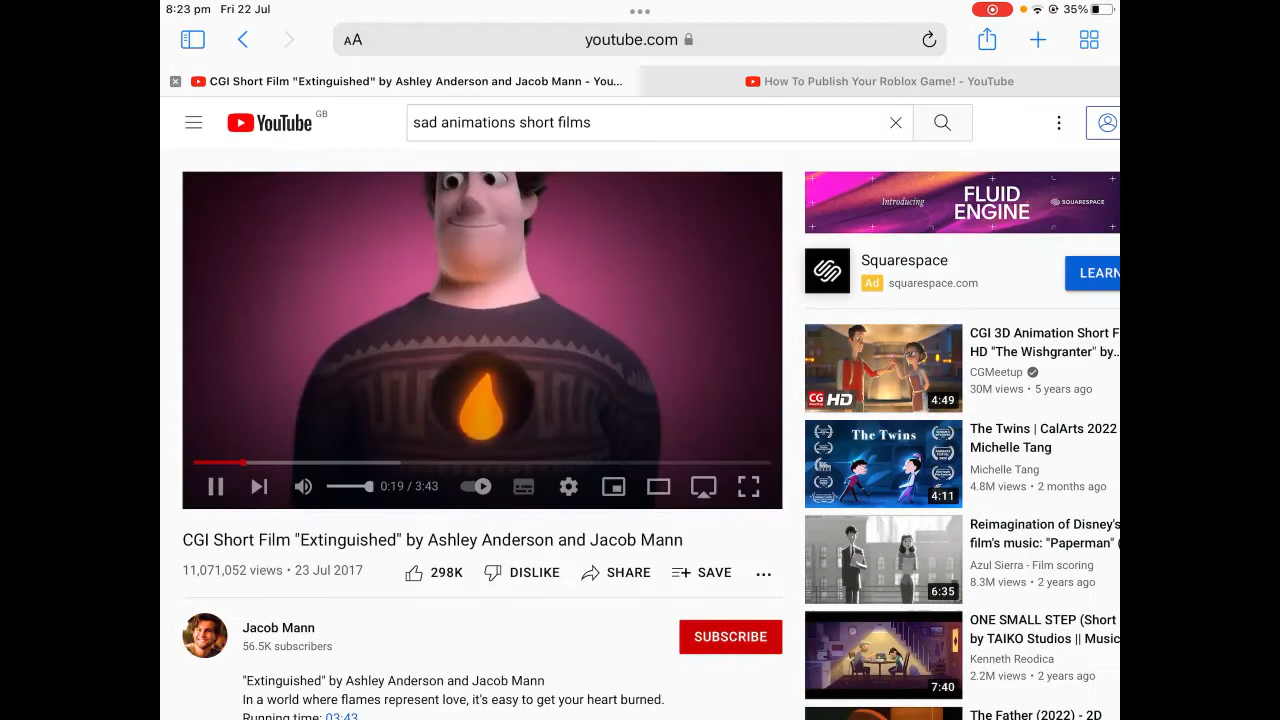 8:23 pm Fri 22 Jul
35%
AA
youtube.com
CGI Short Film "Extinguished" by Ashley Anderson and Jacob Mann - You...
How To Publish Your Roblox Game! - YouTube
YouTube GB
sad animations short films
Introducing FLUID ENGINE SQUARESPACE
Squarespace
Ad squarespace.com
LEARN
CGI 3D Animation Short F
HD "The Wishgranter" by...
CGMeetup
30M views • 5 years ago
CG HD
4:49
The Twins | CalArts 2022
Michelle Tang
Michelle Tang
4.8M views • 2 months ago
The Twins
4:11
Reimagination of Disney's
film's music: "Paperman" (
Azul Sierra - Film scoring
8.3M views • 2 years ago
6:35
ONE SMALL STEP (Short
by TAIKO Studios || Music
Kenneth Reodica
2.2M views • 2 years ago
7:40
The Father (2022) - 2D
0:19 / 3:43
CGI Short Film "Extinguished" by Ashley Anderson and Jacob Mann
11,071,052 views • 23 Jul 2017
298K
DISLIKE
SHARE
SAVE
Jacob Mann
56.5K subscribers
SUBSCRIBE
"Extinguished" by Ashley Anderson and Jacob Mann
In a world where flames represent love, it's easy to get your heart burned.
Running time: 03:43